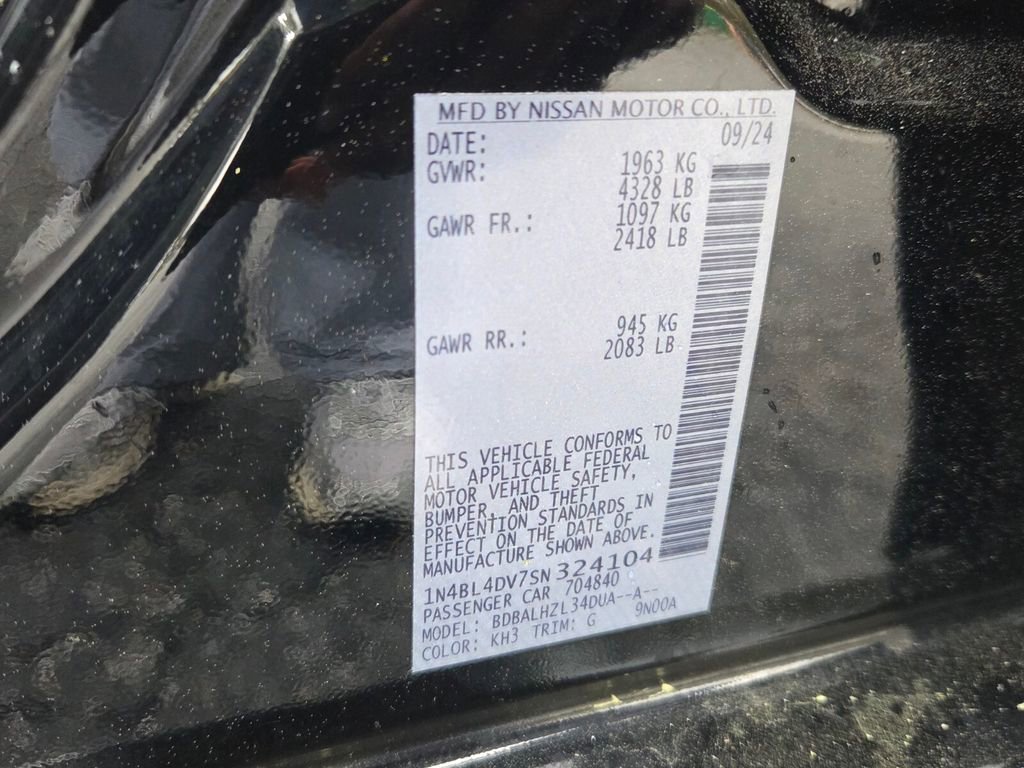 MFD BY NISSAN MOTOR CO., LTD.
DATE: 09/24
GVWR: 1963 KG
4328 LB
GAWR FR.: 1097 KG
2418 LB
GAWR RR.: 945 KG
2083 LB
THIS VEHICLE CONFORMS TO
ALL APPLICABLE FEDERAL
MOTOR VEHICLE SAFETY,
BUMPER, AND THEFT
PREVENTION STANDARDS IN
EFFECT ON THE DATE OF
MANUFACTURE SHOWN ABOVE.
1N4BL4DV7SN324104
PASSENGER CAR 704840
MODEL: BDBALHZL34DUA--A--
COLOR: KH3 TRIM: G 9N00A